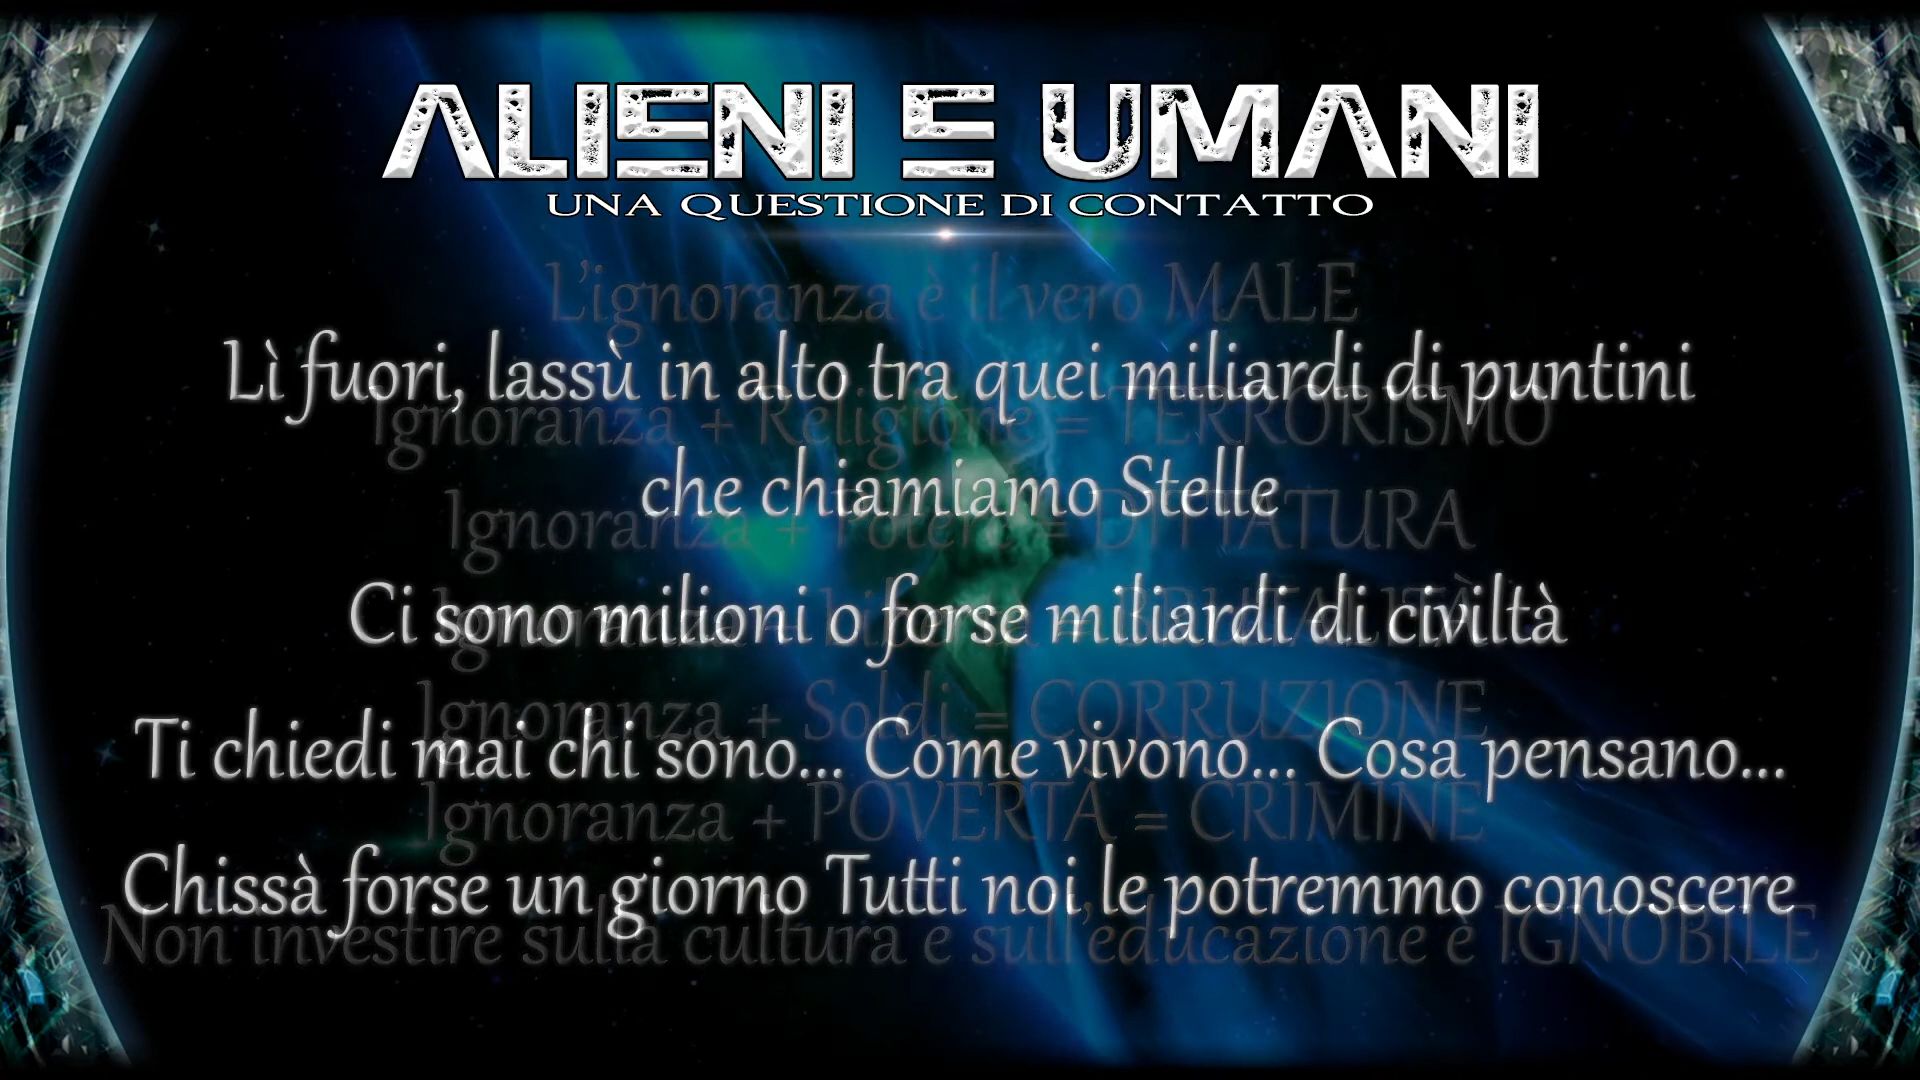 ALIENI E UMANI
UNA QUESTIONE DI CONTATTO
L'ignoranza è il vero MALE
Lì fuori, lassù in alto tra quei miliardi di puntini
Ignoranza + Religione = TERRORISMO
che chiamiamo Stelle
Ignoranza + Potere = DITTATURA
Ci sono milioni o forse miliardi di civiltà
Ignoranza + = BRUTALITÀ
Ignoranza + Soldi = CORRUZIONE
Ti chiedi mai chi sono... Come vivono... Cosa pensano...
Ignoranza + POVERTÀ = CRIMINE
Chissà forse un giorno Tutti noi le potremmo conoscere
Non investire sulla cultura e sull'educazione è IGNOBILE